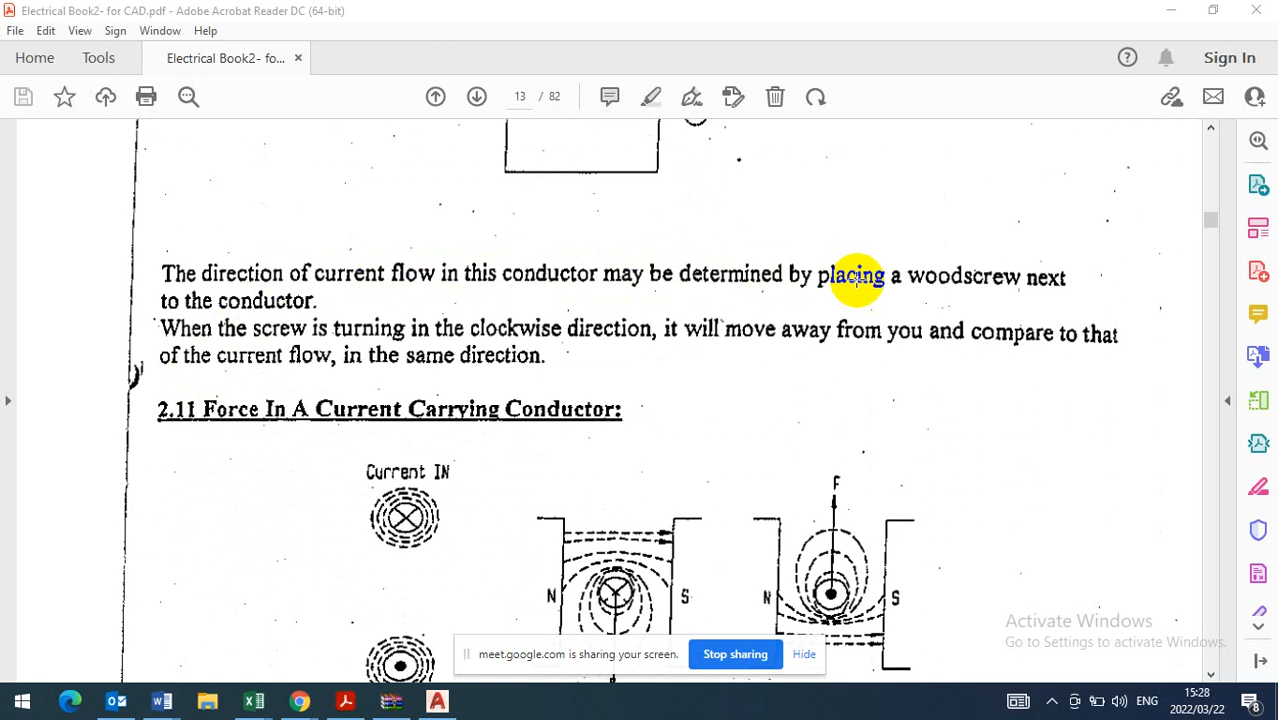 Electrical Book2- for CAD.pdf - Adobe Acrobat Reader DC (64-bit)
File Edit View Sign Window Help
Home Tools Electrical Book2- fo... ×
Sign In
13 / 82
The direction of current flow in this conductor may be determined by placing a woodscrew next
to the conductor.
When the screw is turning in the clockwise direction, it will move away from you and compare to that
of the current flow, in the same direction.
2.11 Force In A Current Carrying Conductor:
Current IN
F
N S
N S
Activate Windows
Go to Settings to activate Windows.
meet.google.com is sharing your screen. Stop sharing Hide
ENG
15:28
2022/03/22
8